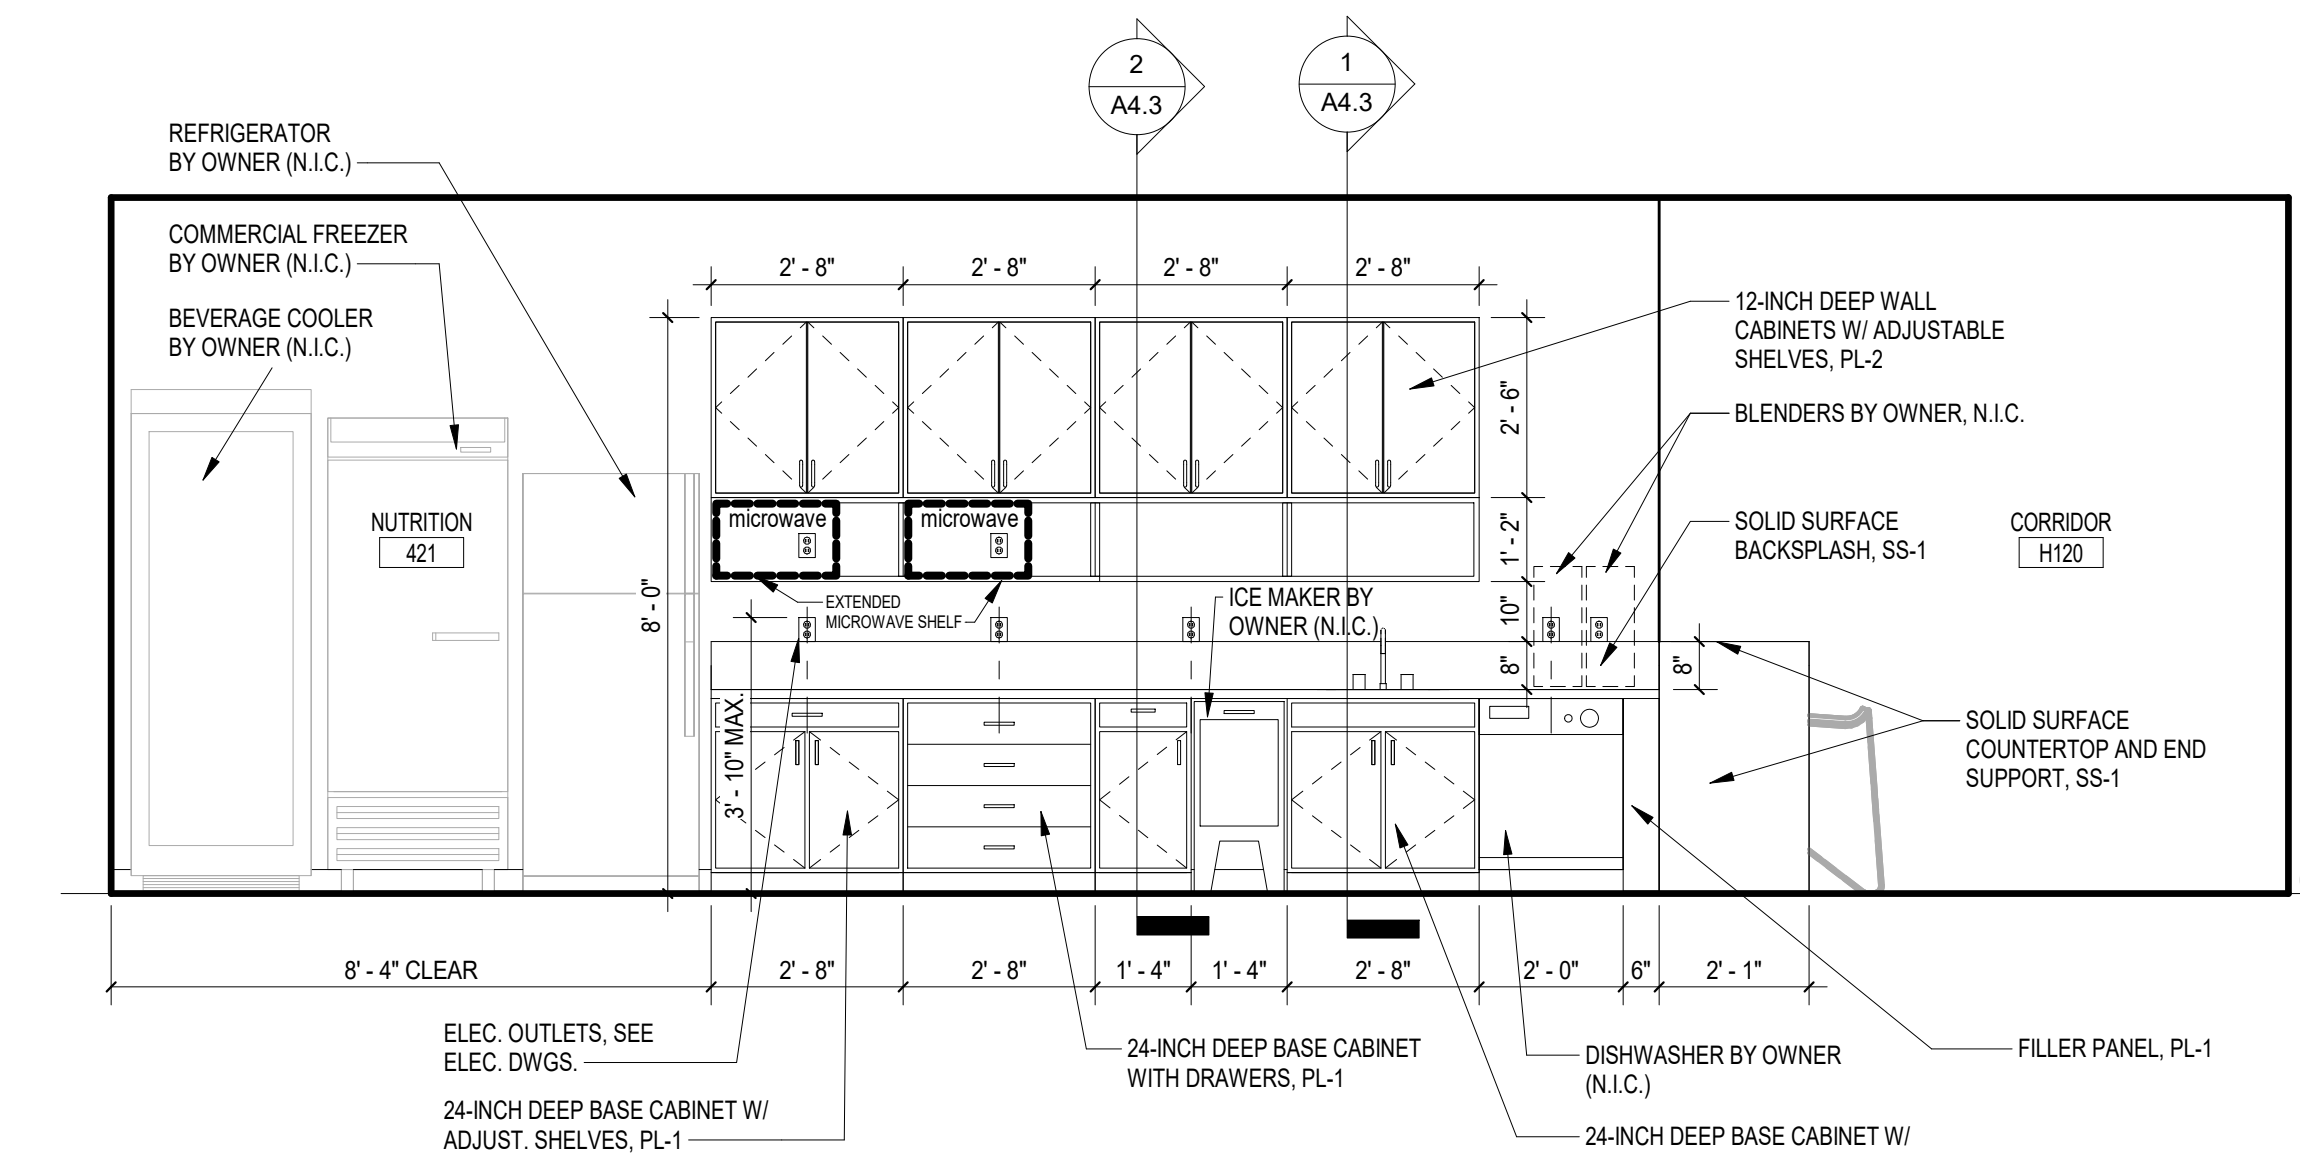 2
A4.3
1
A4.3
REFRIGERATOR
BY OWNER (N.I.C.)
COMMERCIAL FREEZER
BY OWNER (N.I.C.)
BEVERAGE COOLER
BY OWNER (N.I.C.)
2' - 8"
2' - 8"
2' - 8"
2' - 8"
12-INCH DEEP WALL
CABINETS W/ ADJUSTABLE
SHELVES, PL-2
2' - 6"
BLENDERS BY OWNER, N.I.C.
NUTRITION
421
microwave
microwave
1' - 2"
SOLID SURFACE
BACKSPLASH, SS-1
CORRIDOR
H120
8' - 0"
EXTENDED
MICROWAVE SHELF
ICE MAKER BY
OWNER (N.I.C.)
10"
8"
8"
3' - 10" MAX.
SOLID SURFACE
COUNTERTOP AND END
SUPPORT, SS-1
8' - 4" CLEAR
2' - 8"
2' - 8"
1' - 4"
1' - 4"
2' - 8"
2' - 0"
6"
2' - 1"
ELEC. OUTLETS, SEE
ELEC. DWGS.
24-INCH DEEP BASE CABINET
WITH DRAWERS, PL-1
DISHWASHER BY OWNER
(N.I.C.)
FILLER PANEL, PL-1
24-INCH DEEP BASE CABINET W/
ADJUST. SHELVES, PL-1
24-INCH DEEP BASE CABINET W/